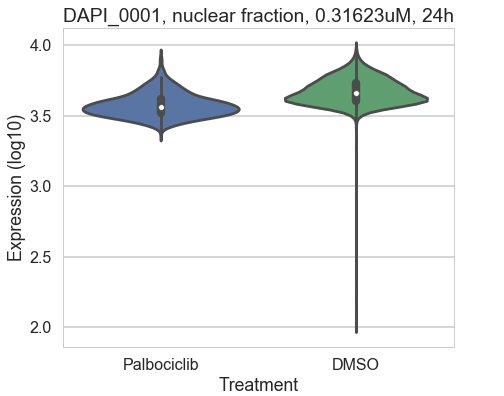 DAPI_0001, nuclear fraction, 0.31623uM, 24h
4.0
3.5
3.0
2.5
2.0
Expression (log10)
Palbociclib
DMSO
Treatment